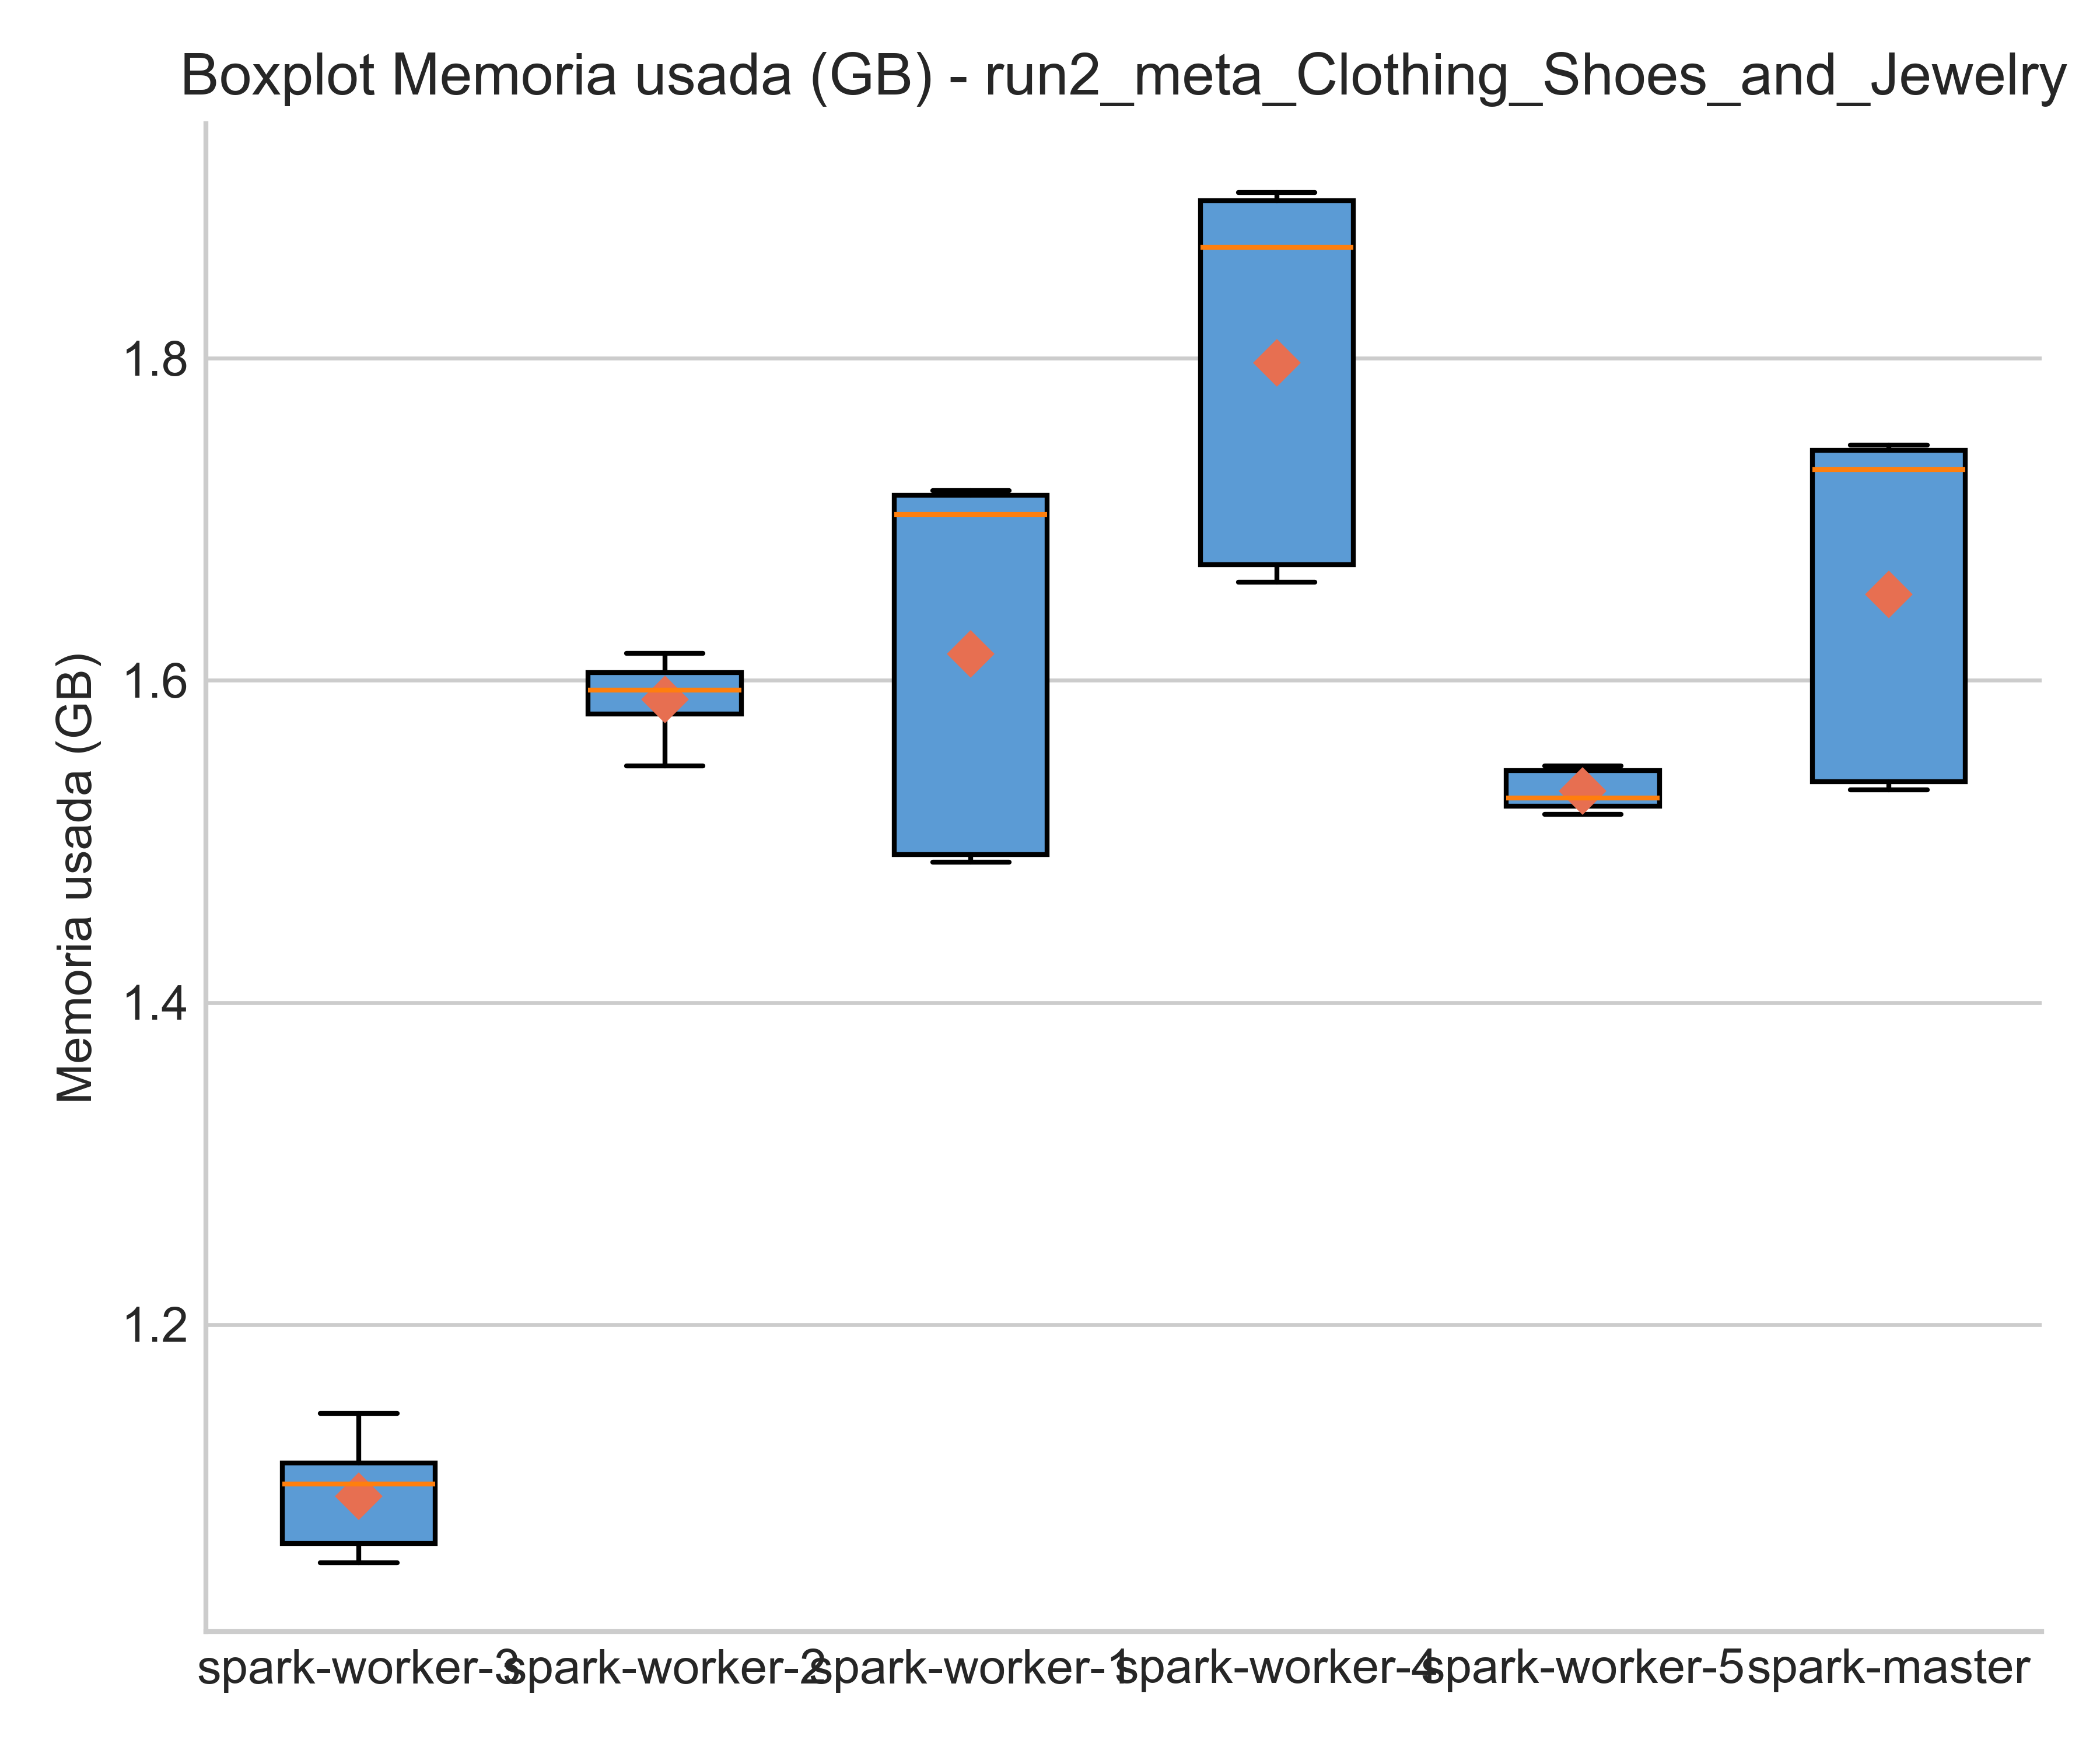 Boxplot Memoria usada (GB) - run2_meta_Clothing_Shoes_and_Jewelry
Memoria usada (GB)
1.8
1.6
1.4
1.2
spark-worker-3 spark-worker-2 spark-worker-1 spark-worker-4 spark-worker-5 spark-master